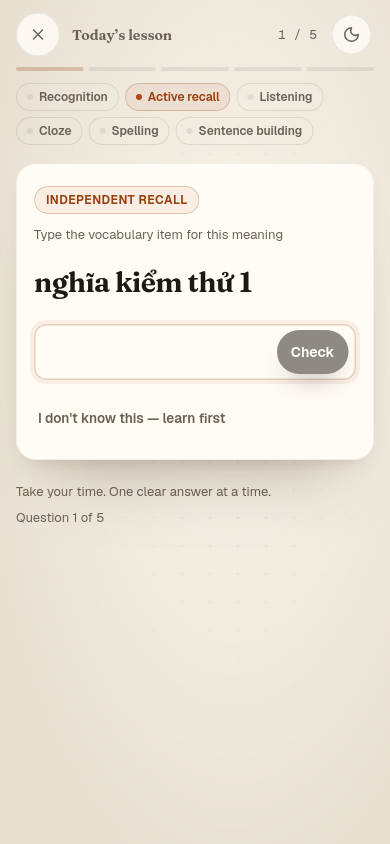 Today's lesson
1 / 5
Recognition
Active recall
Listening
Cloze
Spelling
Sentence building
INDEPENDENT RECALL
Type the vocabulary item for this meaning
nghĩa kiểm thử 1
Check
I don't know this — learn first
Take your time. One clear answer at a time.
Question 1 of 5